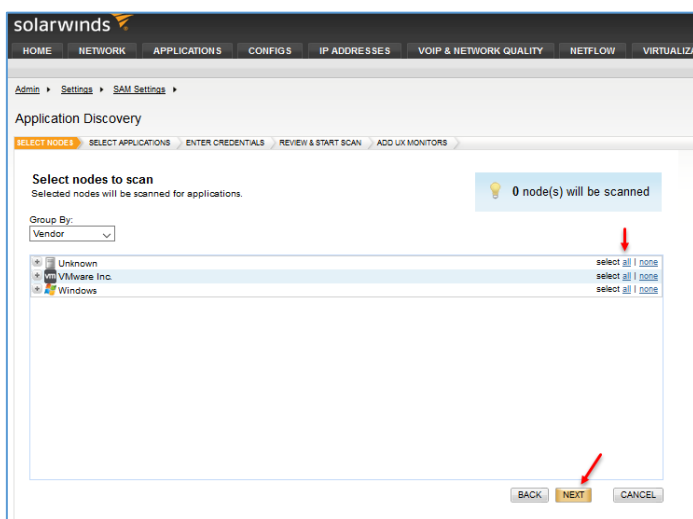 solarwinds
HOME NETWORK APPLICATIONS CONFIGS IP ADDRESSES VOIP & NETWORK QUALITY NETFLOW VIRTUALIZA
Admin ▸ Settings ▸ SAM Settings ▸
Application Discovery
SELECT NODES SELECT APPLICATIONS ENTER CREDENTIALS REVIEW & START SCAN ADD UX MONITORS
Select nodes to scan
Selected nodes will be scanned for applications.
0 node(s) will be scanned
Group By:
Vendor
Unknown select all | none
vm VMware Inc. select all | none
Windows select all | none
BACK NEXT CANCEL